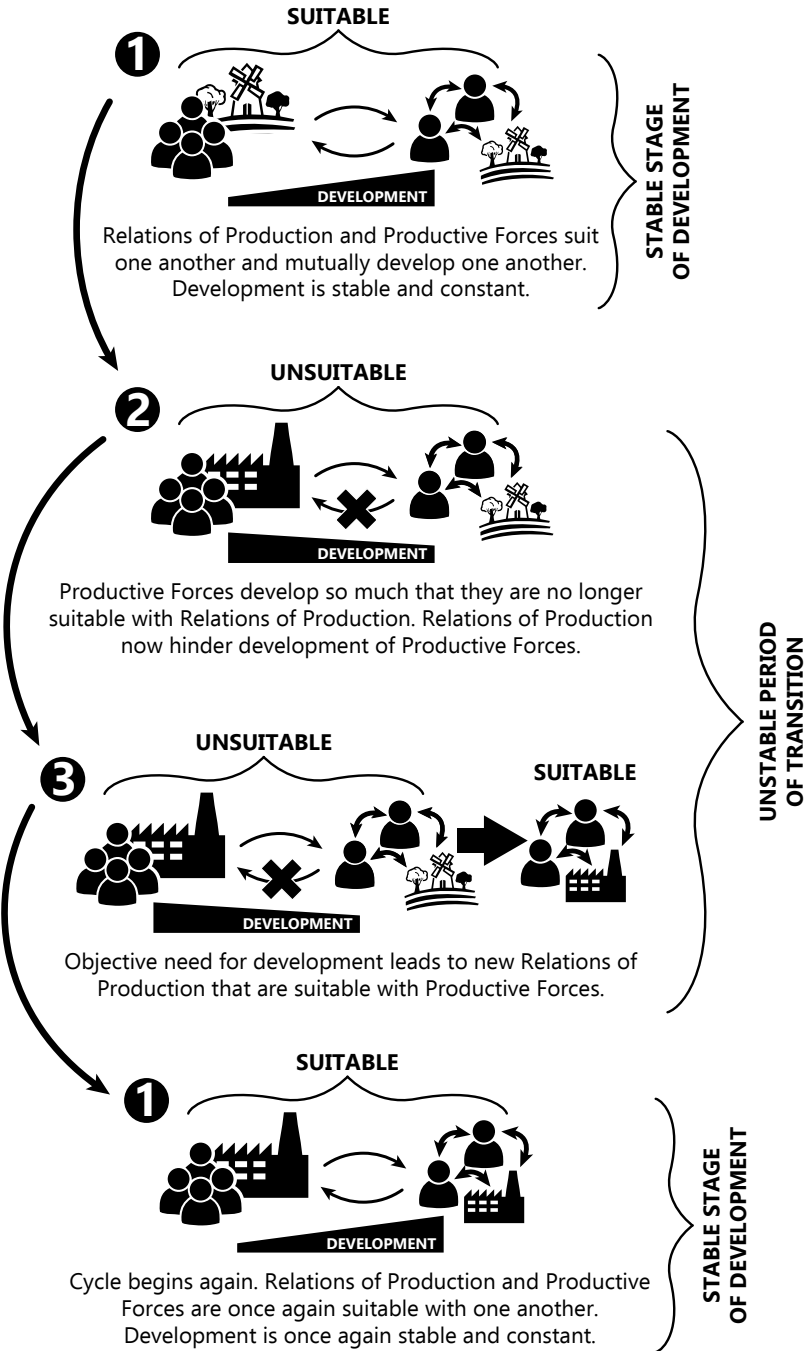 SUITABLE
1
DEVELOPMENT
Relations of Production and Productive Forces suit
one another and mutually develop one another.
Development is stable and constant.
STABLE STAGE
OF DEVELOPMENT
UNSUITABLE
2
DEVELOPMENT
Productive Forces develop so much that they are no longer
suitable with Relations of Production. Relations of Production
now hinder development of Productive Forces.
UNSTABLE PERIOD
OF TRANSITION
UNSUITABLE
SUITABLE
3
DEVELOPMENT
Objective need for development leads to new Relations of
Production that are suitable with Productive Forces.
SUITABLE
1
DEVELOPMENT
Cycle begins again. Relations of Production and Productive
Forces are once again suitable with one another.
Development is once again stable and constant.
STABLE STAGE
OF DEVELOPMENT